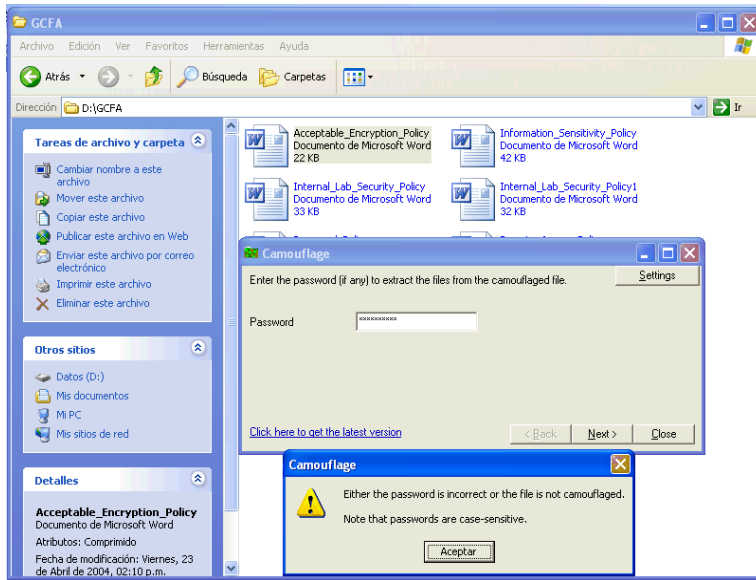 GCFA
Archivo Edición Ver Favoritos Herramientas Ayuda
Atrás Búsqueda Carpetas
Dirección D:\GCFA Ir
Tareas de archivo y carpeta
Cambiar nombre a este
archivo
Mover este archivo
Copiar este archivo
Publicar este archivo en Web
Enviar este archivo por correo
electrónico
Imprimir este archivo
Eliminar este archivo
Otros sitios
Datos (D:)
Mis documentos
Mi PC
Mis sitios de red
Detalles
Acceptable_Encryption_Policy
Documento de Microsoft Word
Atributos: Comprimido
Fecha de modificación: Viernes, 23
de Abril de 2004, 02:10 p.m.
Acceptable_Encryption_Policy
Documento de Microsoft Word
22 KB
Information_Sensitivity_Policy
Documento de Microsoft Word
42 KB
Internal_Lab_Security_Policy
Documento de Microsoft Word
33 KB
Internal_Lab_Security_Policy1
Documento de Microsoft Word
32 KB
Camouflage
Enter the password (if any) to extract the files from the camouflaged file.
Settings
Password xxxxxxxxxx
Click here to get the latest version
< Back Next > Close
Camouflage
Either the password is incorrect or the file is not camouflaged.
Note that passwords are case-sensitive.
Aceptar